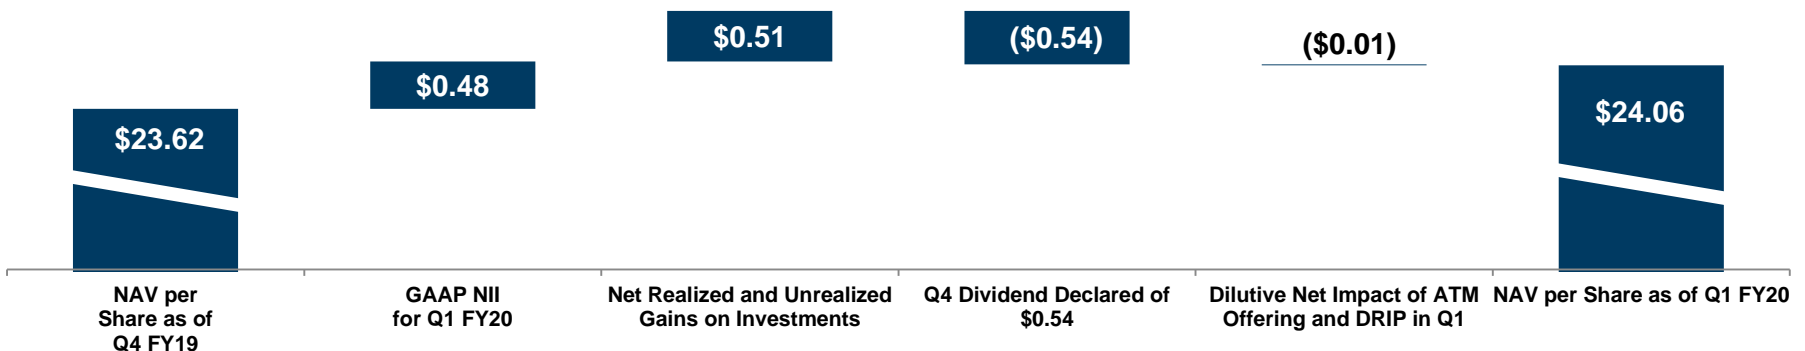 $23.62
$0.48
$0.51
($0.54)
($0.01)
$24.06
NAV per
Share as of
Q4 FY19
GAAP NII
for Q1 FY20
Net Realized and Unrealized
Gains on Investments
Q4 Dividend Declared of
$0.54
Dilutive Net Impact of ATM
Offering and DRIP in Q1
NAV per Share as of Q1 FY20